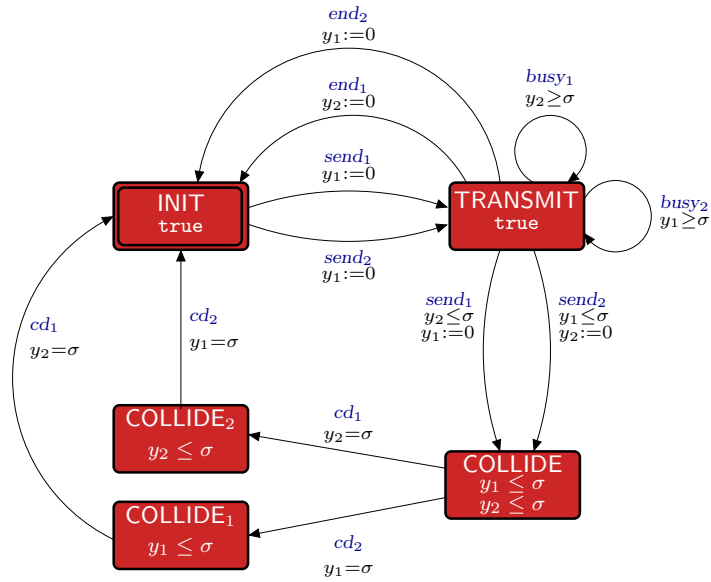 end₂
y₁:=0
end₁
y₂:=0
busy₁
y₂≥σ
send₁
y₁:=0
INIT
true
TRANSMIT
true
busy₂
y₁≥σ
send₂
y₁:=0
send₁
y₂≤σ
y₁:=0
send₂
y₁≤σ
y₂:=0
cd₁
y₂=σ
cd₂
y₁=σ
COLLIDE₂
y₂ ≤ σ
cd₁
y₂=σ
COLLIDE
y₁ ≤ σ
y₂ ≤ σ
COLLIDE₁
y₁ ≤ σ
cd₂
y₁=σ